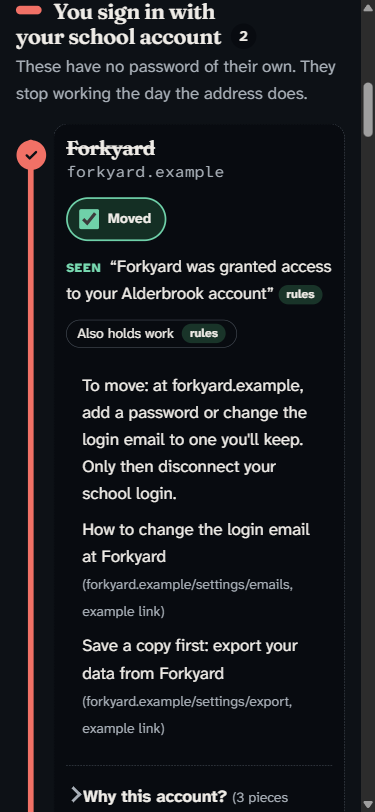 You sign in with
your school account 2
These have no password of their own. They
stop working the day the address does.
Forkyard
forkyard.example
Moved
SEEN “Forkyard was granted access
to your Alderbrook account” rules
Also holds work rules
To move: at forkyard.example,
add a password or change the
login email to one you'll keep.
Only then disconnect your
school login.
How to change the login email
at Forkyard
(forkyard.example/settings/emails,
example link)
Save a copy first: export your
data from Forkyard
(forkyard.example/settings/export,
example link)
Why this account? (3 pieces